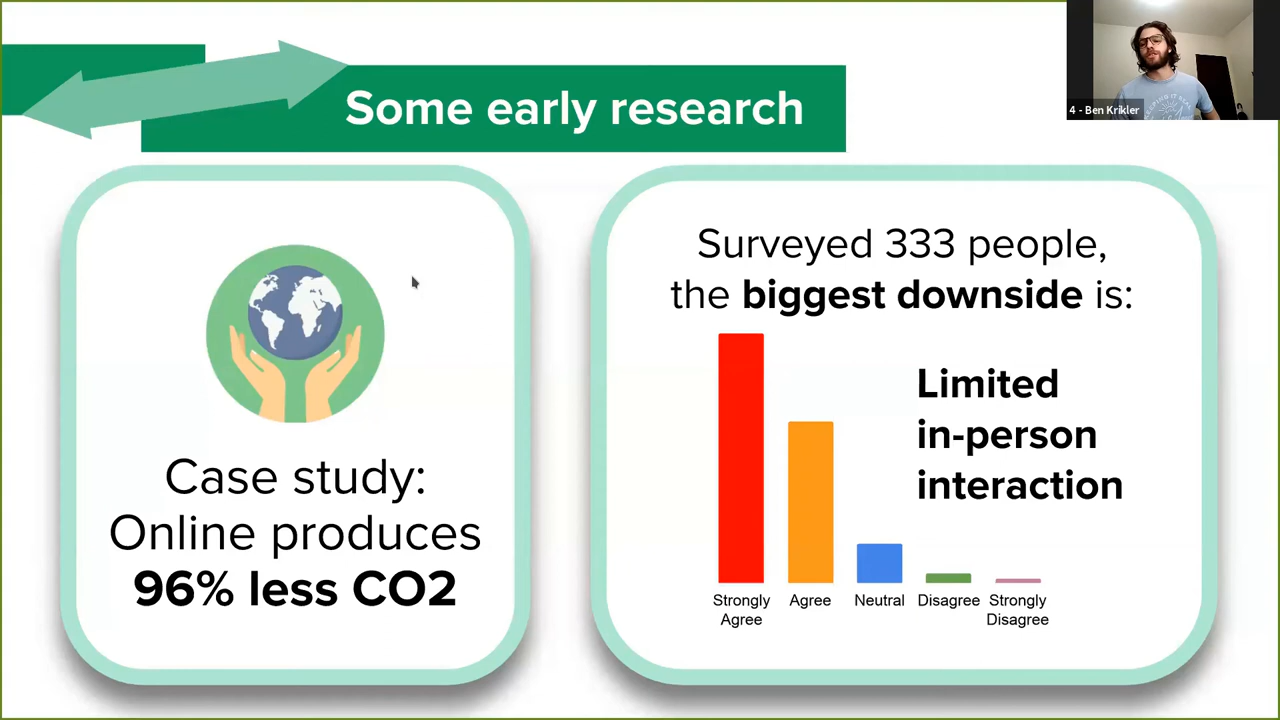 Some early research
4 - Ben Krikler
Case study:
Online produces
96% less CO2
Surveyed 333 people,
the biggest downside is:
Limited
in-person
interaction
Strongly
Agree
Agree
Neutral
Disagree
Strongly
Disagree